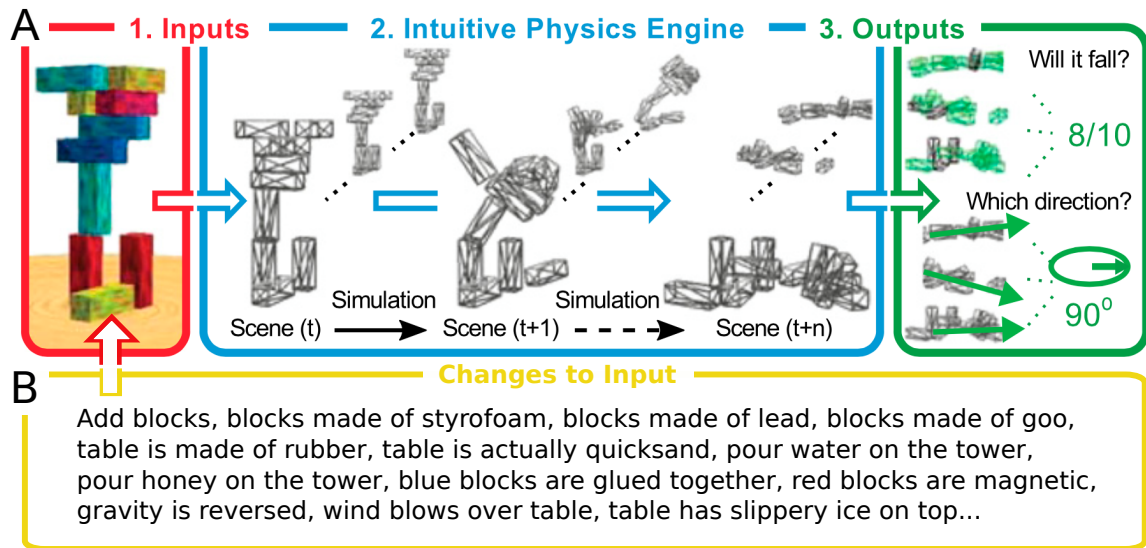 A
1. Inputs
2. Intuitive Physics Engine
3. Outputs
Will it fall?
8/10
Which direction?
90º
Simulation
Simulation
Scene (t)
Scene (t+1)
Scene (t+n)
B
Changes to Input
Add blocks, blocks made of styrofoam, blocks made of lead, blocks made of goo,
table is made of rubber, table is actually quicksand, pour water on the tower,
pour honey on the tower, blue blocks are glued together, red blocks are magnetic,
gravity is reversed, wind blows over table, table has slippery ice on top...